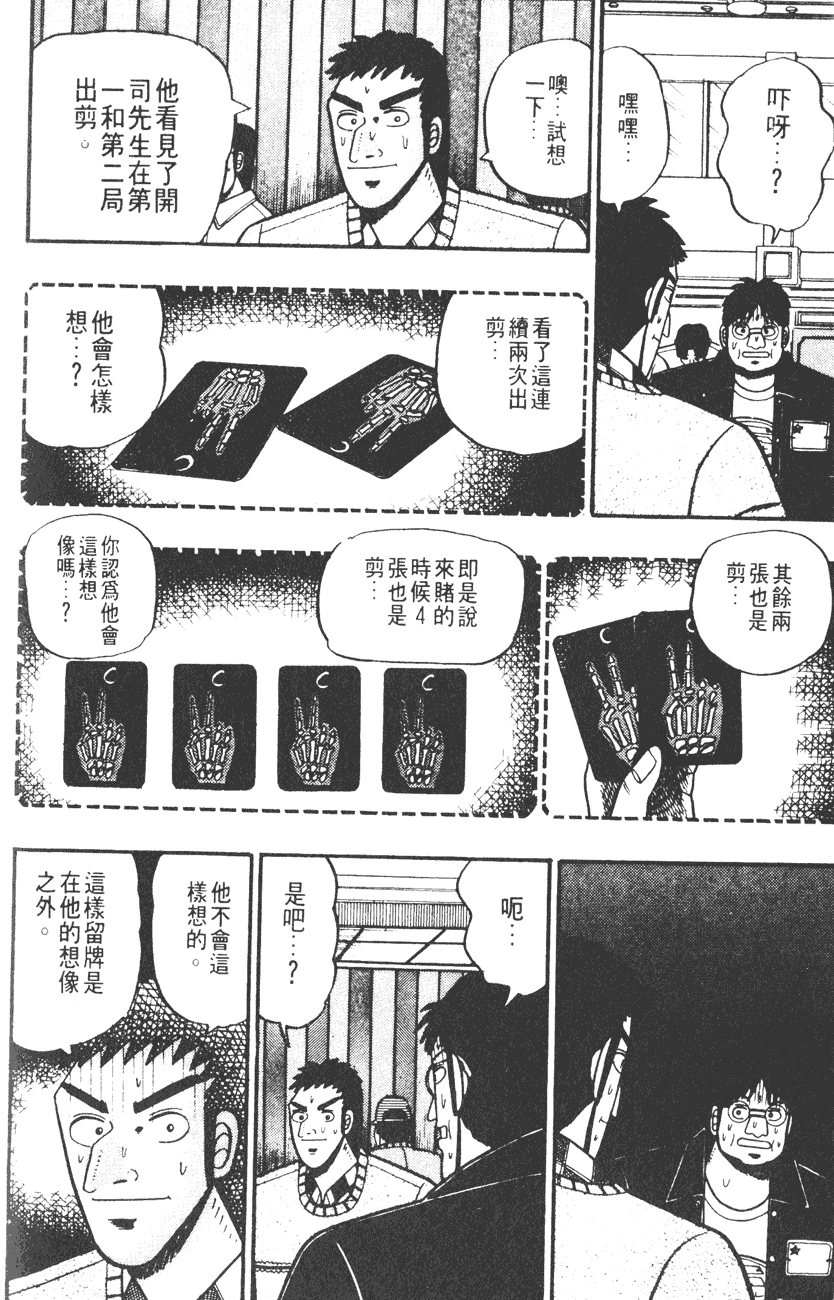 吓呀…?
嘿嘿…
噢…試想
一下…
他看見了開
司先生在第
一和第二局
出剪。
看了這連
續兩次出
剪…
他會怎樣
想…?
其餘兩
張也是
剪…
即是說
來賭的
時候4
張也是
剪…
你認爲他會
這樣想
像嗎…?
呃…
是吧…?
他不會這
樣想的。
這樣留牌是
在他的想像
之外。